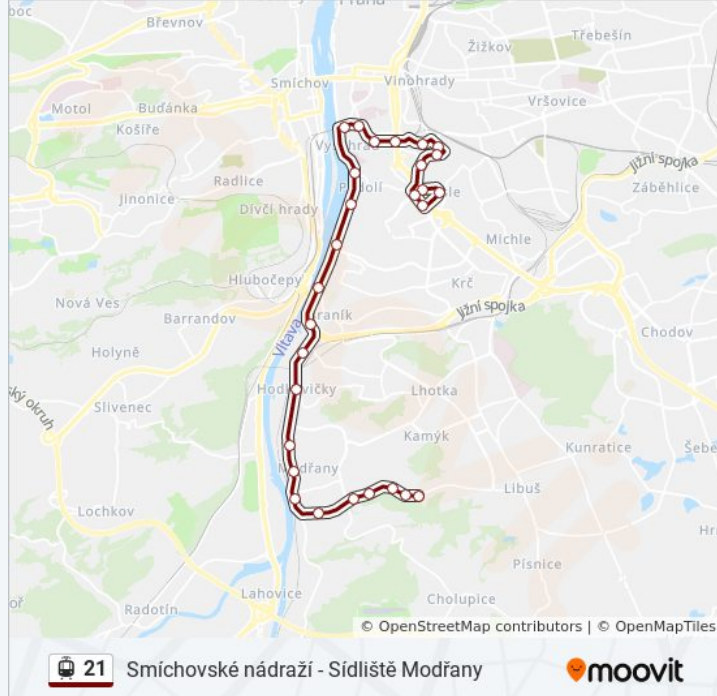 Praha
Břevnov
Třebešín
Žižkov
Smíchov
Vinohrady
Motol
Buďánka
Vršovice
Košíře
Jižní spojka
Radlice
Záběhlice
Jinonice
Dívčí hrady
Michle
Hlubočepy
Krč
Nová Ves
Jižní spojka
Barrandov
Vltava
Chodov
Holyně
Lhotka
Slivenec
Kamýk
Kunratice
Modřany
Libuš
Lochkov
Písnice
Lahovice
Cholupice
Radotín
© OpenStreetMap contributors | © OpenMapTiles
21 Smíchovské nádraží - Sídliště Modřany
moovit